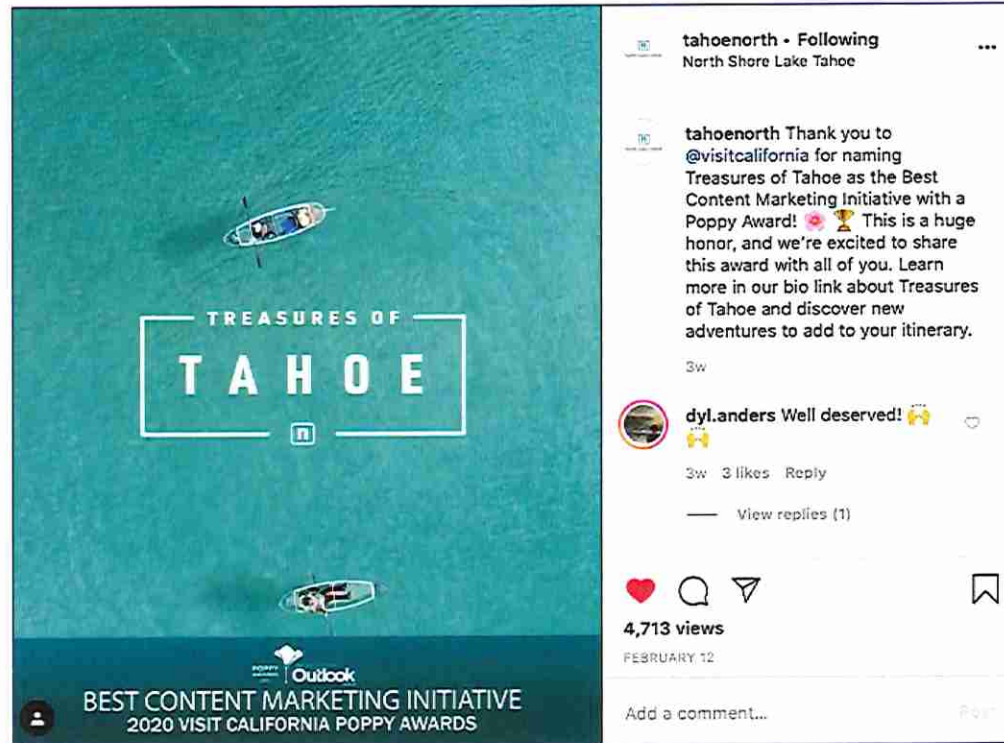 TREASURES OF
TAHOE
n
POPPY
AWARDS
Outlook
BEST CONTENT MARKETING INITIATIVE
2020 VISIT CALIFORNIA POPPY AWARDS
tahoenorth • Following
North Shore Lake Tahoe
tahoenorth Thank you to
@visitcalifornia for naming
Treasures of Tahoe as the Best
Content Marketing Initiative with a
Poppy Award! 🌸 🏆 This is a huge
honor, and we're excited to share
this award with all of you. Learn
more in our bio link about Treasures
of Tahoe and discover new
adventures to add to your itinerary.
3w
dyl.anders Well deserved! 🙌
🙌
3w 3 likes Reply
View replies (1)
4,713 views
FEBRUARY 12
Add a comment... Post